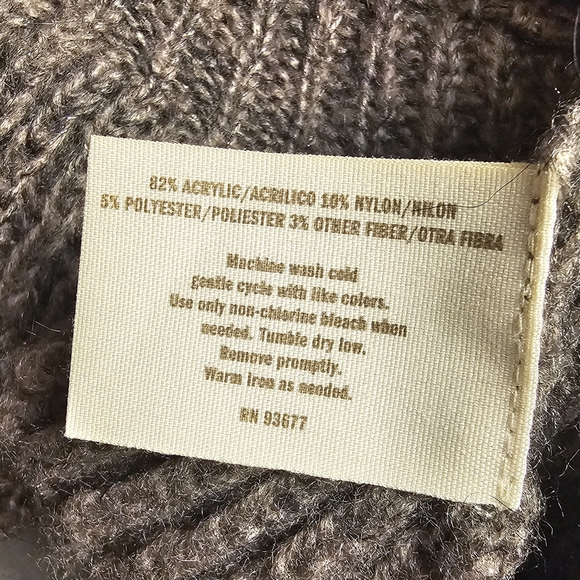 82% ACRYLIC/ACRILICO 10% NYLON/NILON
5% POLYESTER/POLIESTER 3% OTHER FIBER/OTRA FIBRA
Machine wash cold
gentle cycle with like colors.
Use only non-chlorine bleach when
needed. Tumble dry low.
Remove promptly.
Warm iron as needed.
RN 93677